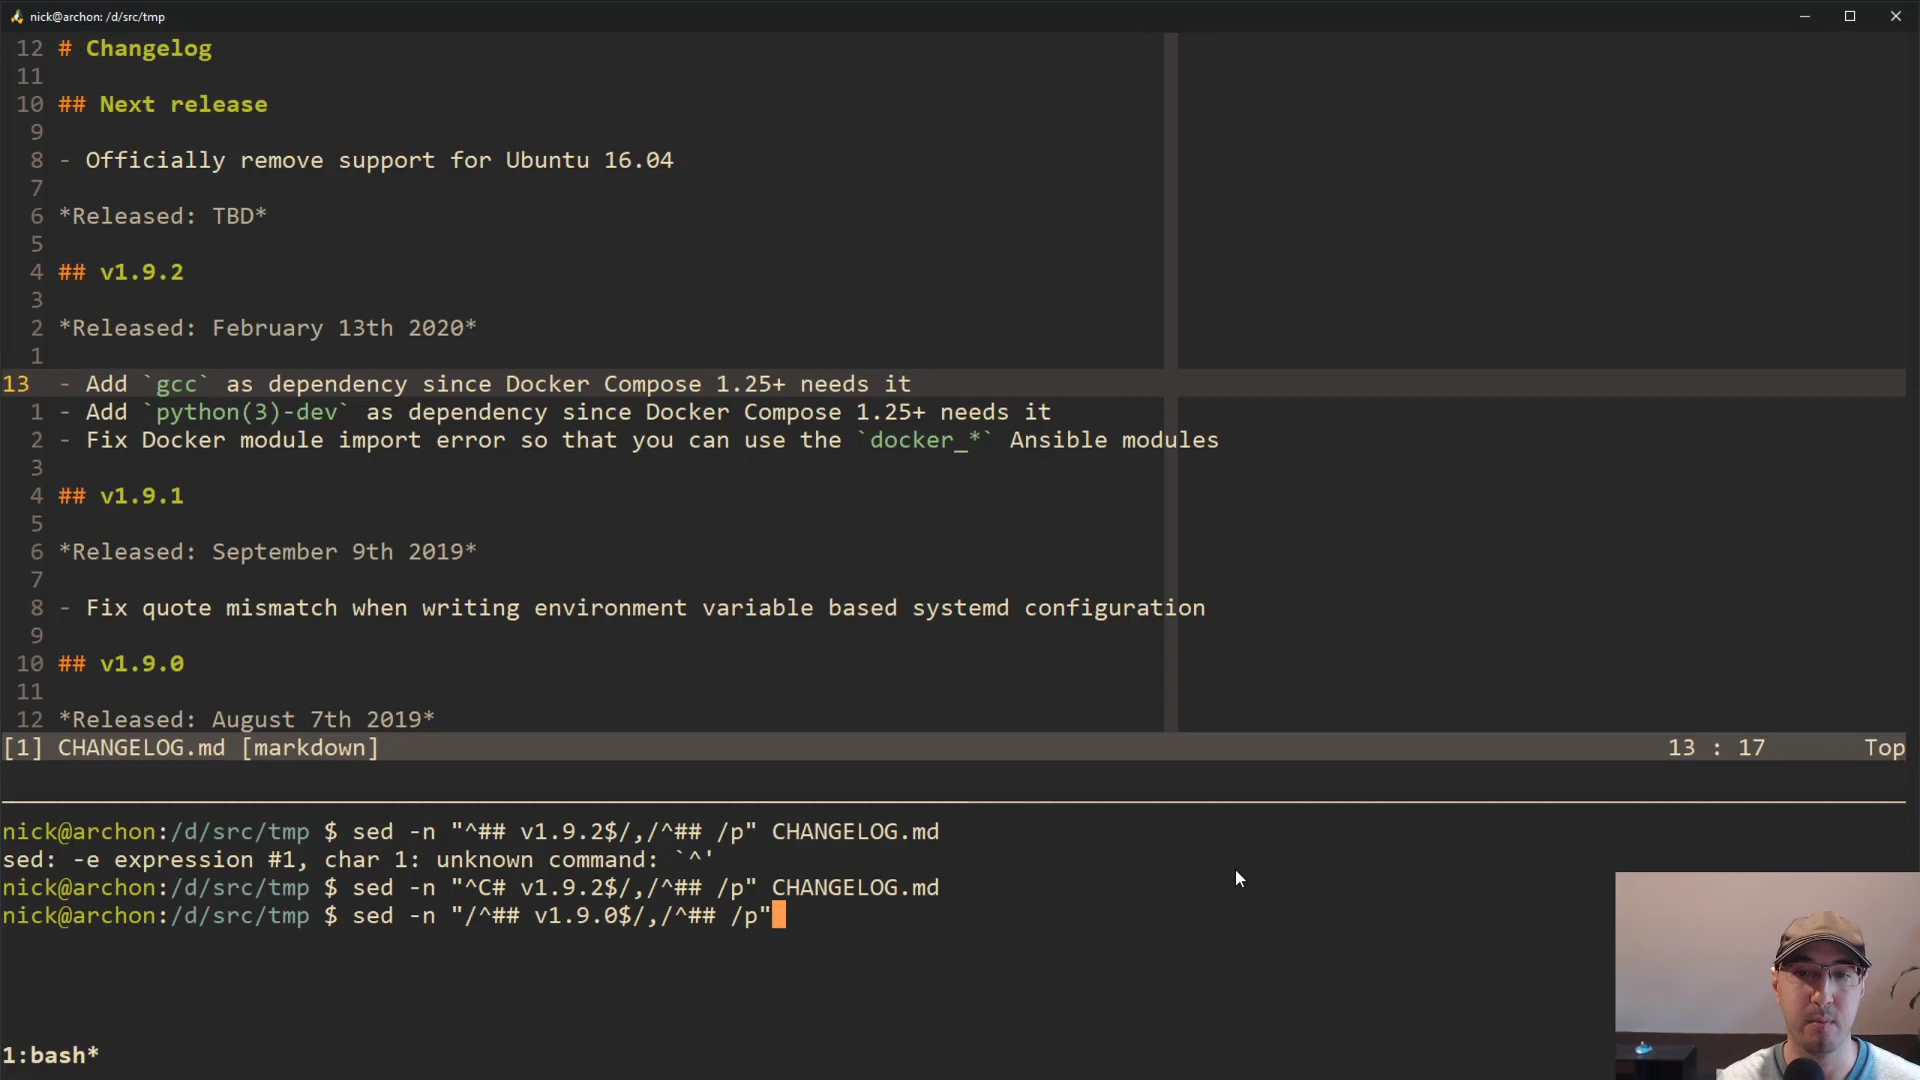 nick@archon: /d/src/tmp
12 # Changelog
11
10 ## Next release
9
8 - Officially remove support for Ubuntu 16.04
7
6 *Released: TBD*
5
4 ## v1.9.2
3
2 *Released: February 13th 2020*
1
13 - Add `gcc` as dependency since Docker Compose 1.25+ needs it
1 - Add `python(3)-dev` as dependency since Docker Compose 1.25+ needs it
2 - Fix Docker module import error so that you can use the `docker_*` Ansible modules
3
4 ## v1.9.1
5
6 *Released: September 9th 2019*
7
8 - Fix quote mismatch when writing environment variable based systemd configuration
9
10 ## v1.9.0
11
12 *Released: August 7th 2019*
[1] CHANGELOG.md [markdown] 13 : 17 Top
nick@archon:/d/src/tmp $ sed -n "^## v1.9.2$/,/^## /p" CHANGELOG.md
sed: -e expression #1, char 1: unknown command: `^'
nick@archon:/d/src/tmp $ sed -n "^C# v1.9.2$/,/^## /p" CHANGELOG.md
nick@archon:/d/src/tmp $ sed -n "/^## v1.9.0$/,/^## /p"
1:bash*